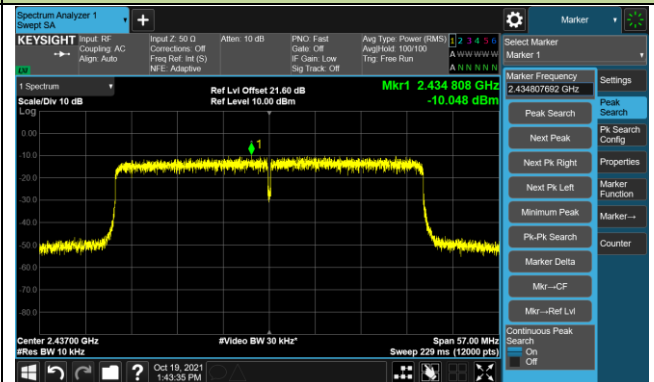 Spectrum Analyzer 1
Swept SA
+
Marker
KEYSIGHT
Input: RF
Coupling: AC
Align: Auto
Input Z: 50 Ω
Corrections: Off
Freq Ref: Int (S)
NFE: Adaptive
Atten: 10 dB
PNO: Fast
Gate: Off
IF Gain: Low
Sig Track: Off
Avg Type: Power (RMS)
Avg|Hold: 100/100
Trig: Free Run
1 2 3 4 5 6
A W W W W W
A N N N N N
LVI
Select Marker
Marker 1
1 Spectrum
Scale/Div 10 dB
Log
Ref Lvl Offset 21.60 dB
Ref Level 10.00 dBm
Mkr1 2.434 808 GHz
-10.048 dBm
0.00
-10.0
-20.0
-30.0
-40.0
-50.0
-60.0
-70.0
-80.0
1
Center 2.43700 GHz
#Res BW 10 kHz
#Video BW 30 kHz*
Span 57.00 MHz
Sweep 229 ms (12000 pts)
Marker Frequency
2.434807692 GHz
Peak Search
Next Peak
Next Pk Right
Next Pk Left
Minimum Peak
Pk-Pk Search
Marker Delta
Mkr→CF
Mkr→Ref Lvl
Continuous Peak
Search
On
Off
Settings
Peak
Search
Pk Search
Config
Properties
Marker
Function
Marker→
Counter
?
Oct 19, 2021
1:43:35 PM